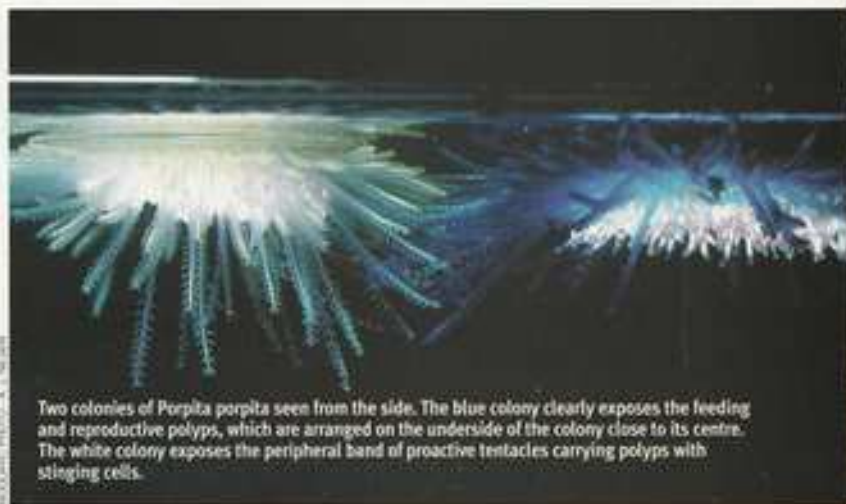 Two colonies of Porpita porpita seen from the side. The blue colony clearly exposes the feeding
and reproductive polyps, which are arranged on the underside of the colony close to its centre.
The white colony exposes the peripheral band of proactive tentacles carrying polyps with
stinging cells.